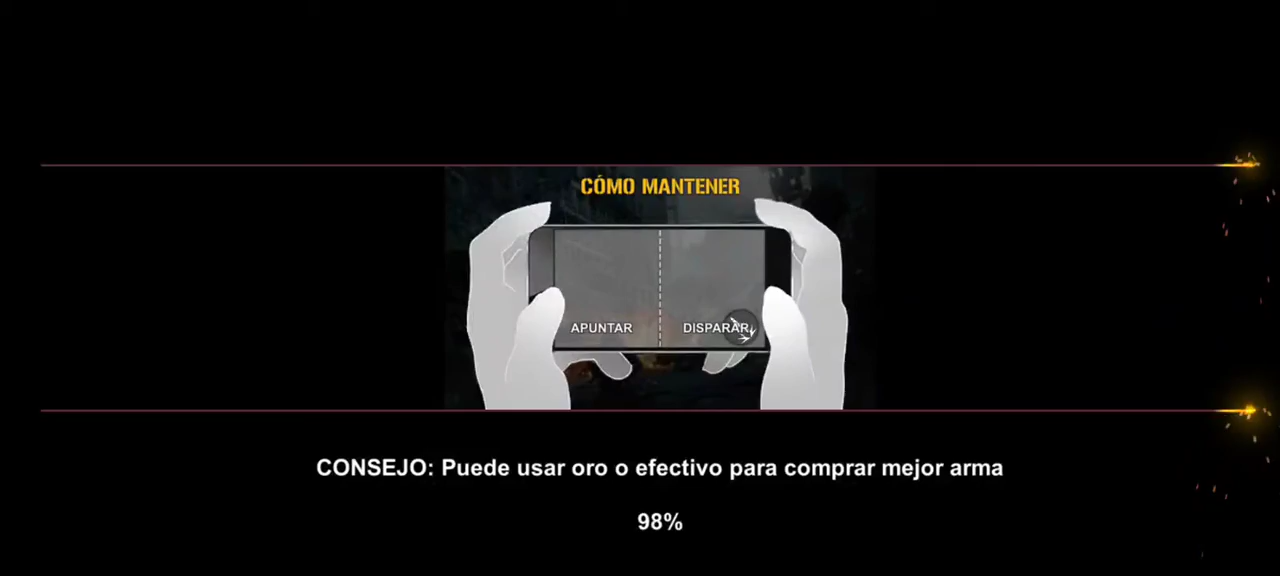 CÓMO MANTENER
APUNTAR
DISPARAR
CONSEJO: Puede usar oro o efectivo para comprar mejor arma
98%